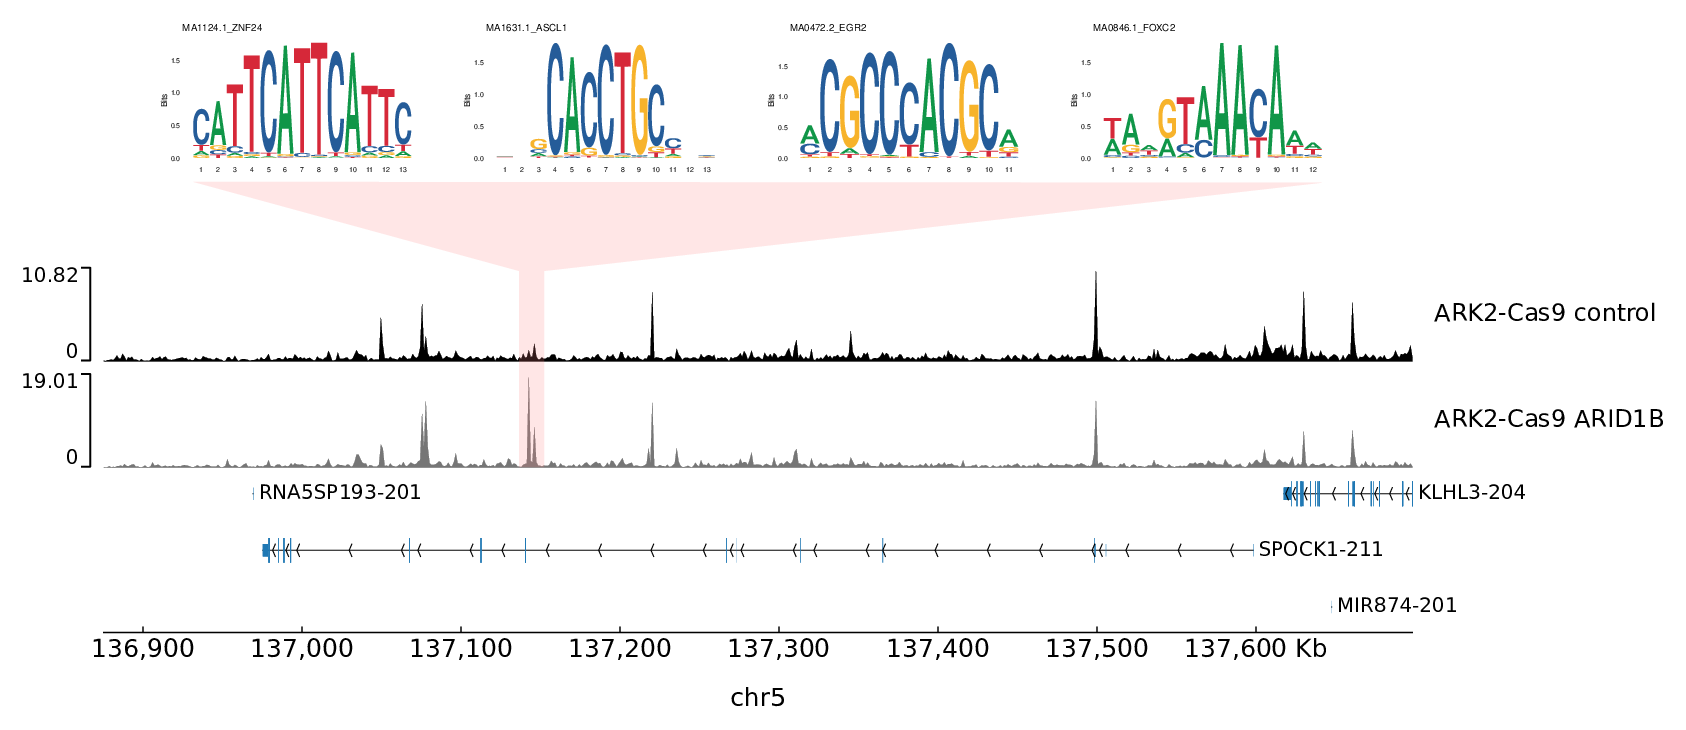 MA1124.1_ZNF24 MA1631.1_ASCL1 MA0472.2_EGR2 MA0846.1_FOXC2
Bits 0.0 0.5 1.0 1.5
1 2 3 4 5 6 7 8 9 10 11 12 13
Bits 0.0 0.5 1.0 1.5
1 2 3 4 5 6 7 8 9 10 11 12 13
Bits 0.0 0.5 1.0 1.5
1 2 3 4 5 6 7 8 9 10 11
Bits 0.0 0.5 1.0 1.5
1 2 3 4 5 6 7 8 9 10 11 12
10.82
0
ARK2-Cas9 control
19.01
0
ARK2-Cas9 ARID1B
RNA5SP193-201
KLHL3-204
SPOCK1-211
MIR874-201
136,900 137,000 137,100 137,200 137,300 137,400 137,500 137,600 Kb
chr5